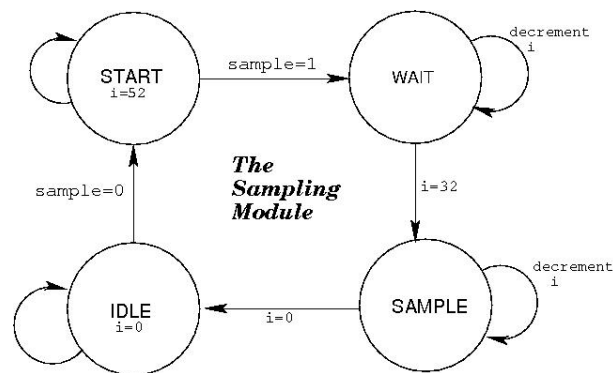 START
i=52
sample=1
WAIT
decrement
i
sample=0
The
Sampling
Module
i=32
IDLE
i=0
i=0
SAMPLE
decrement
i